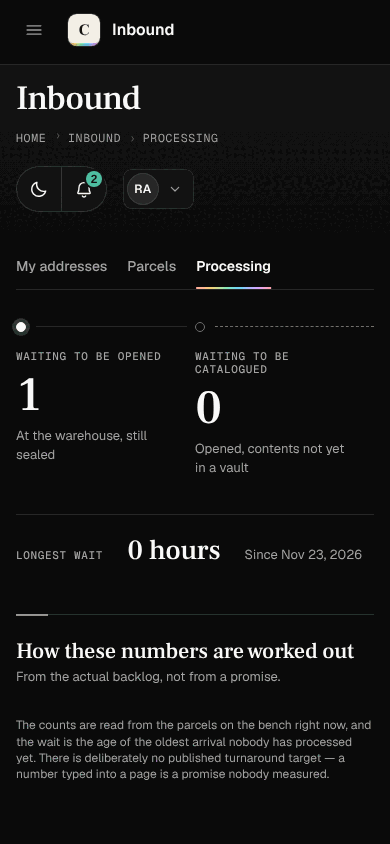 C Inbound
Inbound
HOME › INBOUND › PROCESSING
2
RA
My addresses Parcels Processing
WAITING TO BE OPENED
1
At the warehouse, still
sealed
WAITING TO BE
CATALOGUED
0
Opened, contents not yet
in a vault
LONGEST WAIT 0 hours Since Nov 23, 2026
How these numbers are worked out
From the actual backlog, not from a promise.
The counts are read from the parcels on the bench right now, and
the wait is the age of the oldest arrival nobody has processed
yet. There is deliberately no published turnaround target — a
number typed into a page is a promise nobody measured.